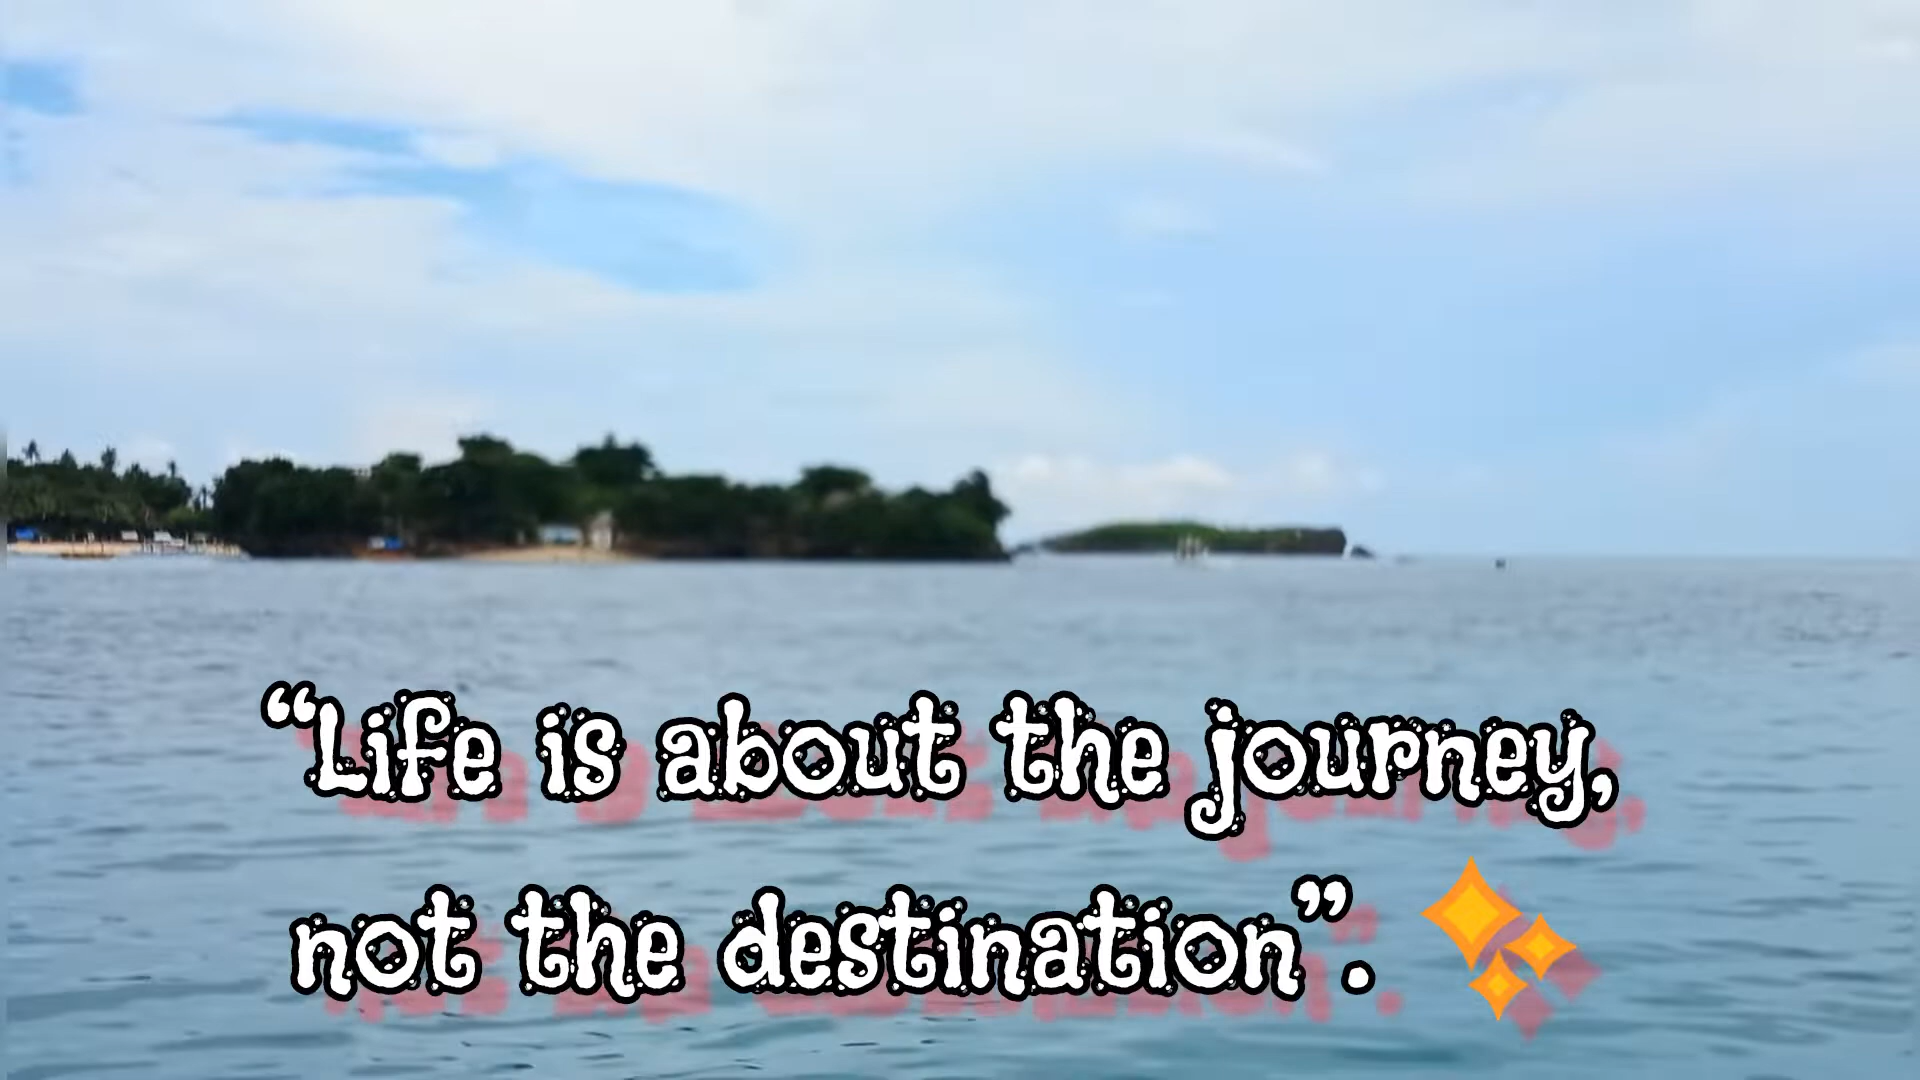 “Life is about the journey,
not the destination”. ✨